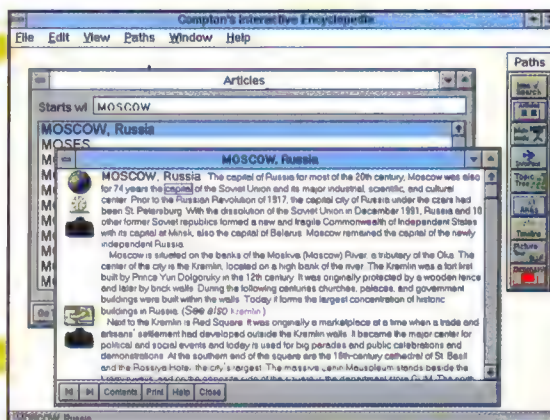 Compton's Interactive Encyclopedia
File Edit View Paths Window Help
Paths
Articles
Starts w/ MOSCOW
MOSCOW, Russia
MOSES
MOSCOW, Russia
MOSCOW, Russia The capital of Russia for most of the 20th century, Moscow was also
for 74 years the capital of the Soviet Union and its major industrial, scientific, and cultural
center. Prior to the Russian Revolution of 1917, the capital city of Russia under the czars had
been St. Petersburg. With the dissolution of the Soviet Union in December 1991, Russia and 10
other former Soviet republics formed a new and fragile Commonwealth of Independent States
with its capital at Minsk, also the capital of Belarus. Moscow remained the capital of the newly
independent Russia.
Moscow is situated on the banks of the Moskva (Moscow) River, a tributary of the Oka. The
center of the city is the Kremlin, located on a high bank of the river. The Kremlin was a fort first
built by Prince Yuri Dolgoruky in the 12th century. It was originally protected by a wooden fence
and later by brick walls. During the following centuries churches, palaces, and government
buildings were built within the walls. Today it forms the largest concentration of historic
buildings in Russia. (See also Kremlin.)
Next to the Kremlin is Red Square. It was originally a marketplace at a time when a trade and
artisans' settlement had developed outside the Kremlin walls. It became the major center for
political and social events and today is used for big parades and public celebrations and
demonstrations. At the southern end of the square are the 16th-century cathedral of St. Basil
and the Rossiya Hotel, the city's largest. The massive Lenin Mausoleum stands beside the
Contents Print Help Close
Idea Search
Articles
InfoPilot
Topic Tree
Atlas
Timeline
Picture
Dictionary
MOSCOW, Russia